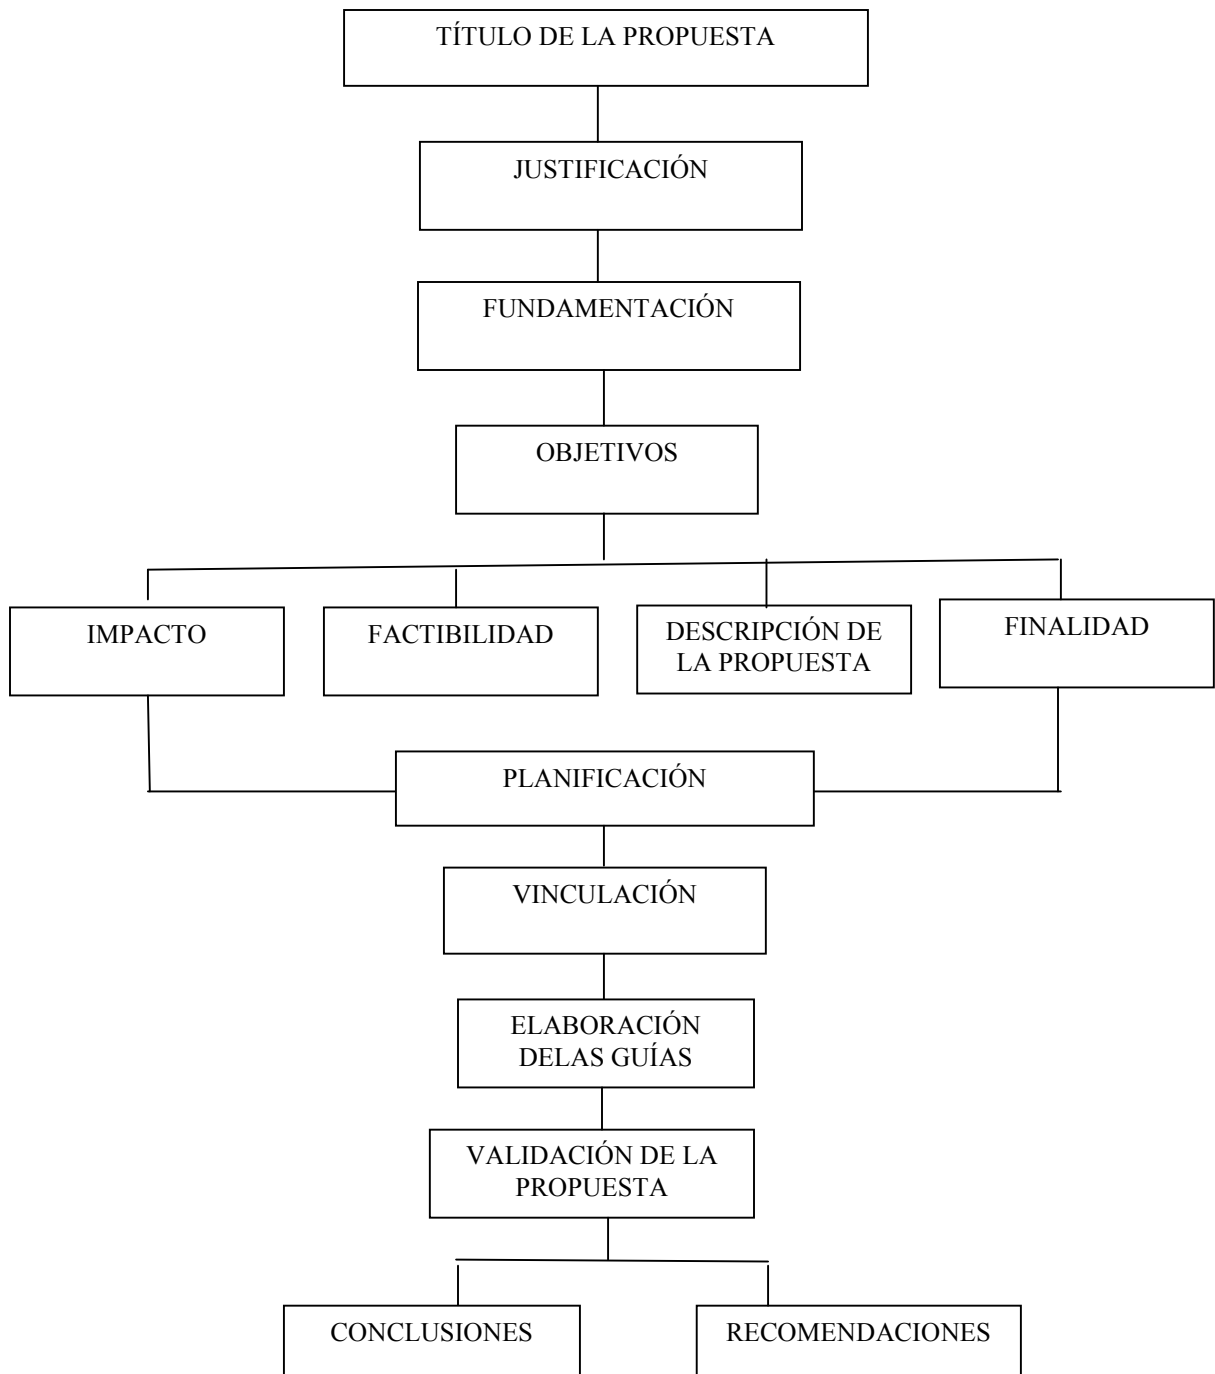 TÍTULO DE LA PROPUESTA
JUSTIFICACIÓN
FUNDAMENTACIÓN
OBJETIVOS
IMPACTO
FACTIBILIDAD
DESCRIPCIÓN DE
LA PROPUESTA
FINALIDAD
PLANIFICACIÓN
VINCULACIÓN
ELABORACIÓN
DELAS GUÍAS
VALIDACIÓN DE LA
PROPUESTA
CONCLUSIONES
RECOMENDACIONES